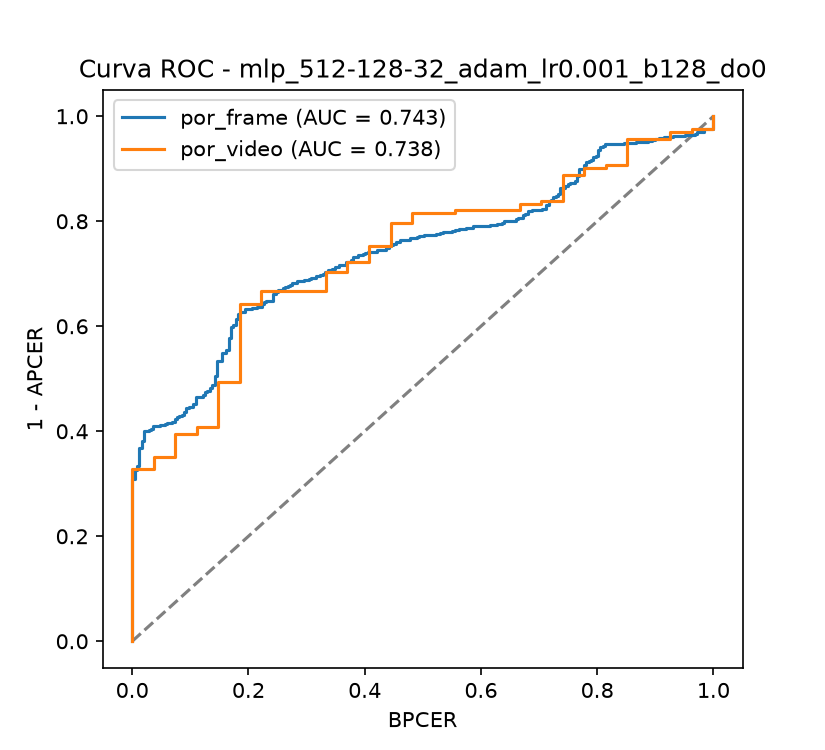 Curva ROC - mlp_512-128-32_adam_lr0.001_b128_do0
por_frame (AUC = 0.743)
por_video (AUC = 0.738)
1 - APCER
1.0
0.8
0.6
0.4
0.2
0.0
0.0 0.2 0.4 0.6 0.8 1.0
BPCER